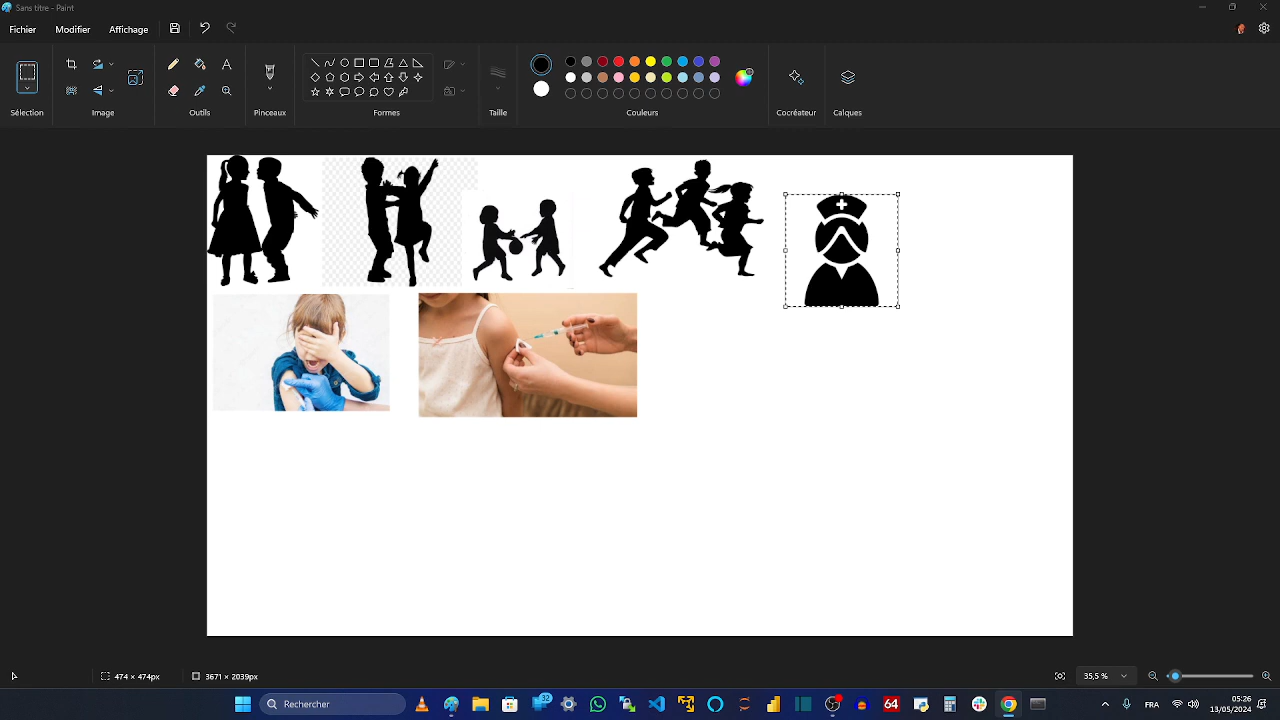 Sans titre - Paint
Fichier Modifier Affichage
Sélection Image Outils Pinceaux Formes Taille Couleurs Cocréateur Calques
474 × 474px 3671 × 2039px 35.5 %
Rechercher 32 64 05:26
13/05/2024